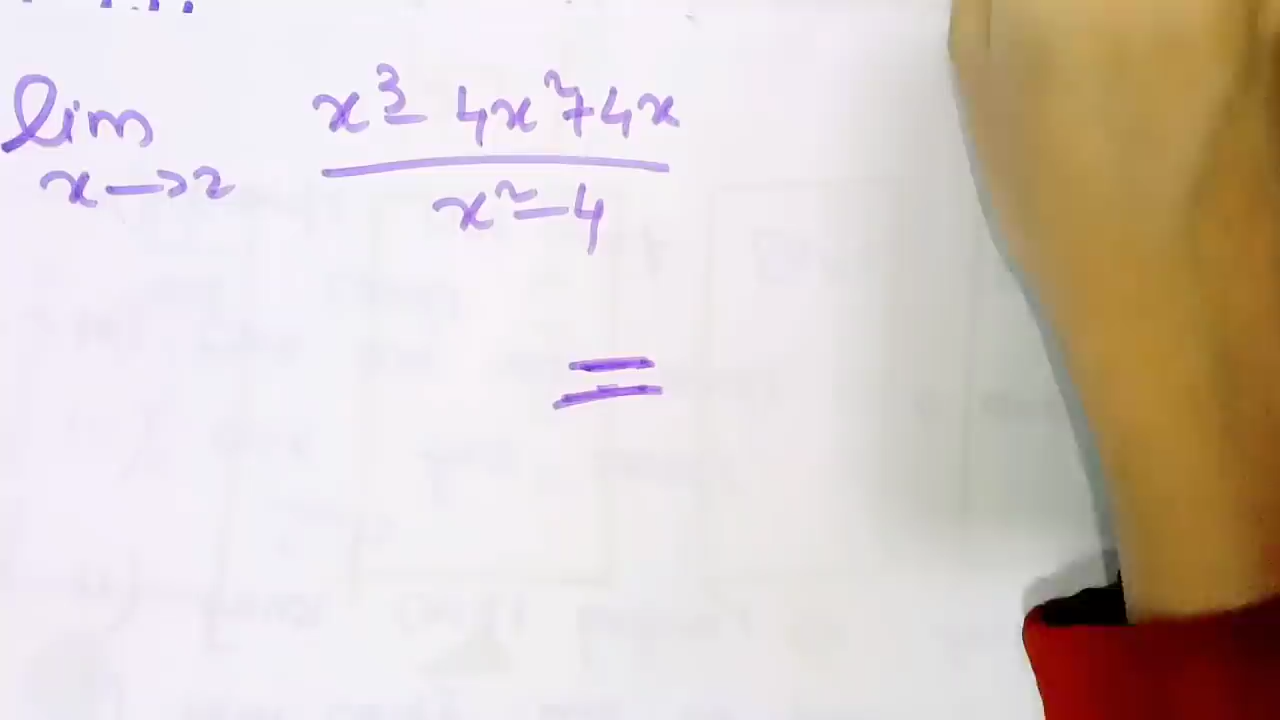 lim x³ - 4x² + 4x
x → 2 x² - 4
=